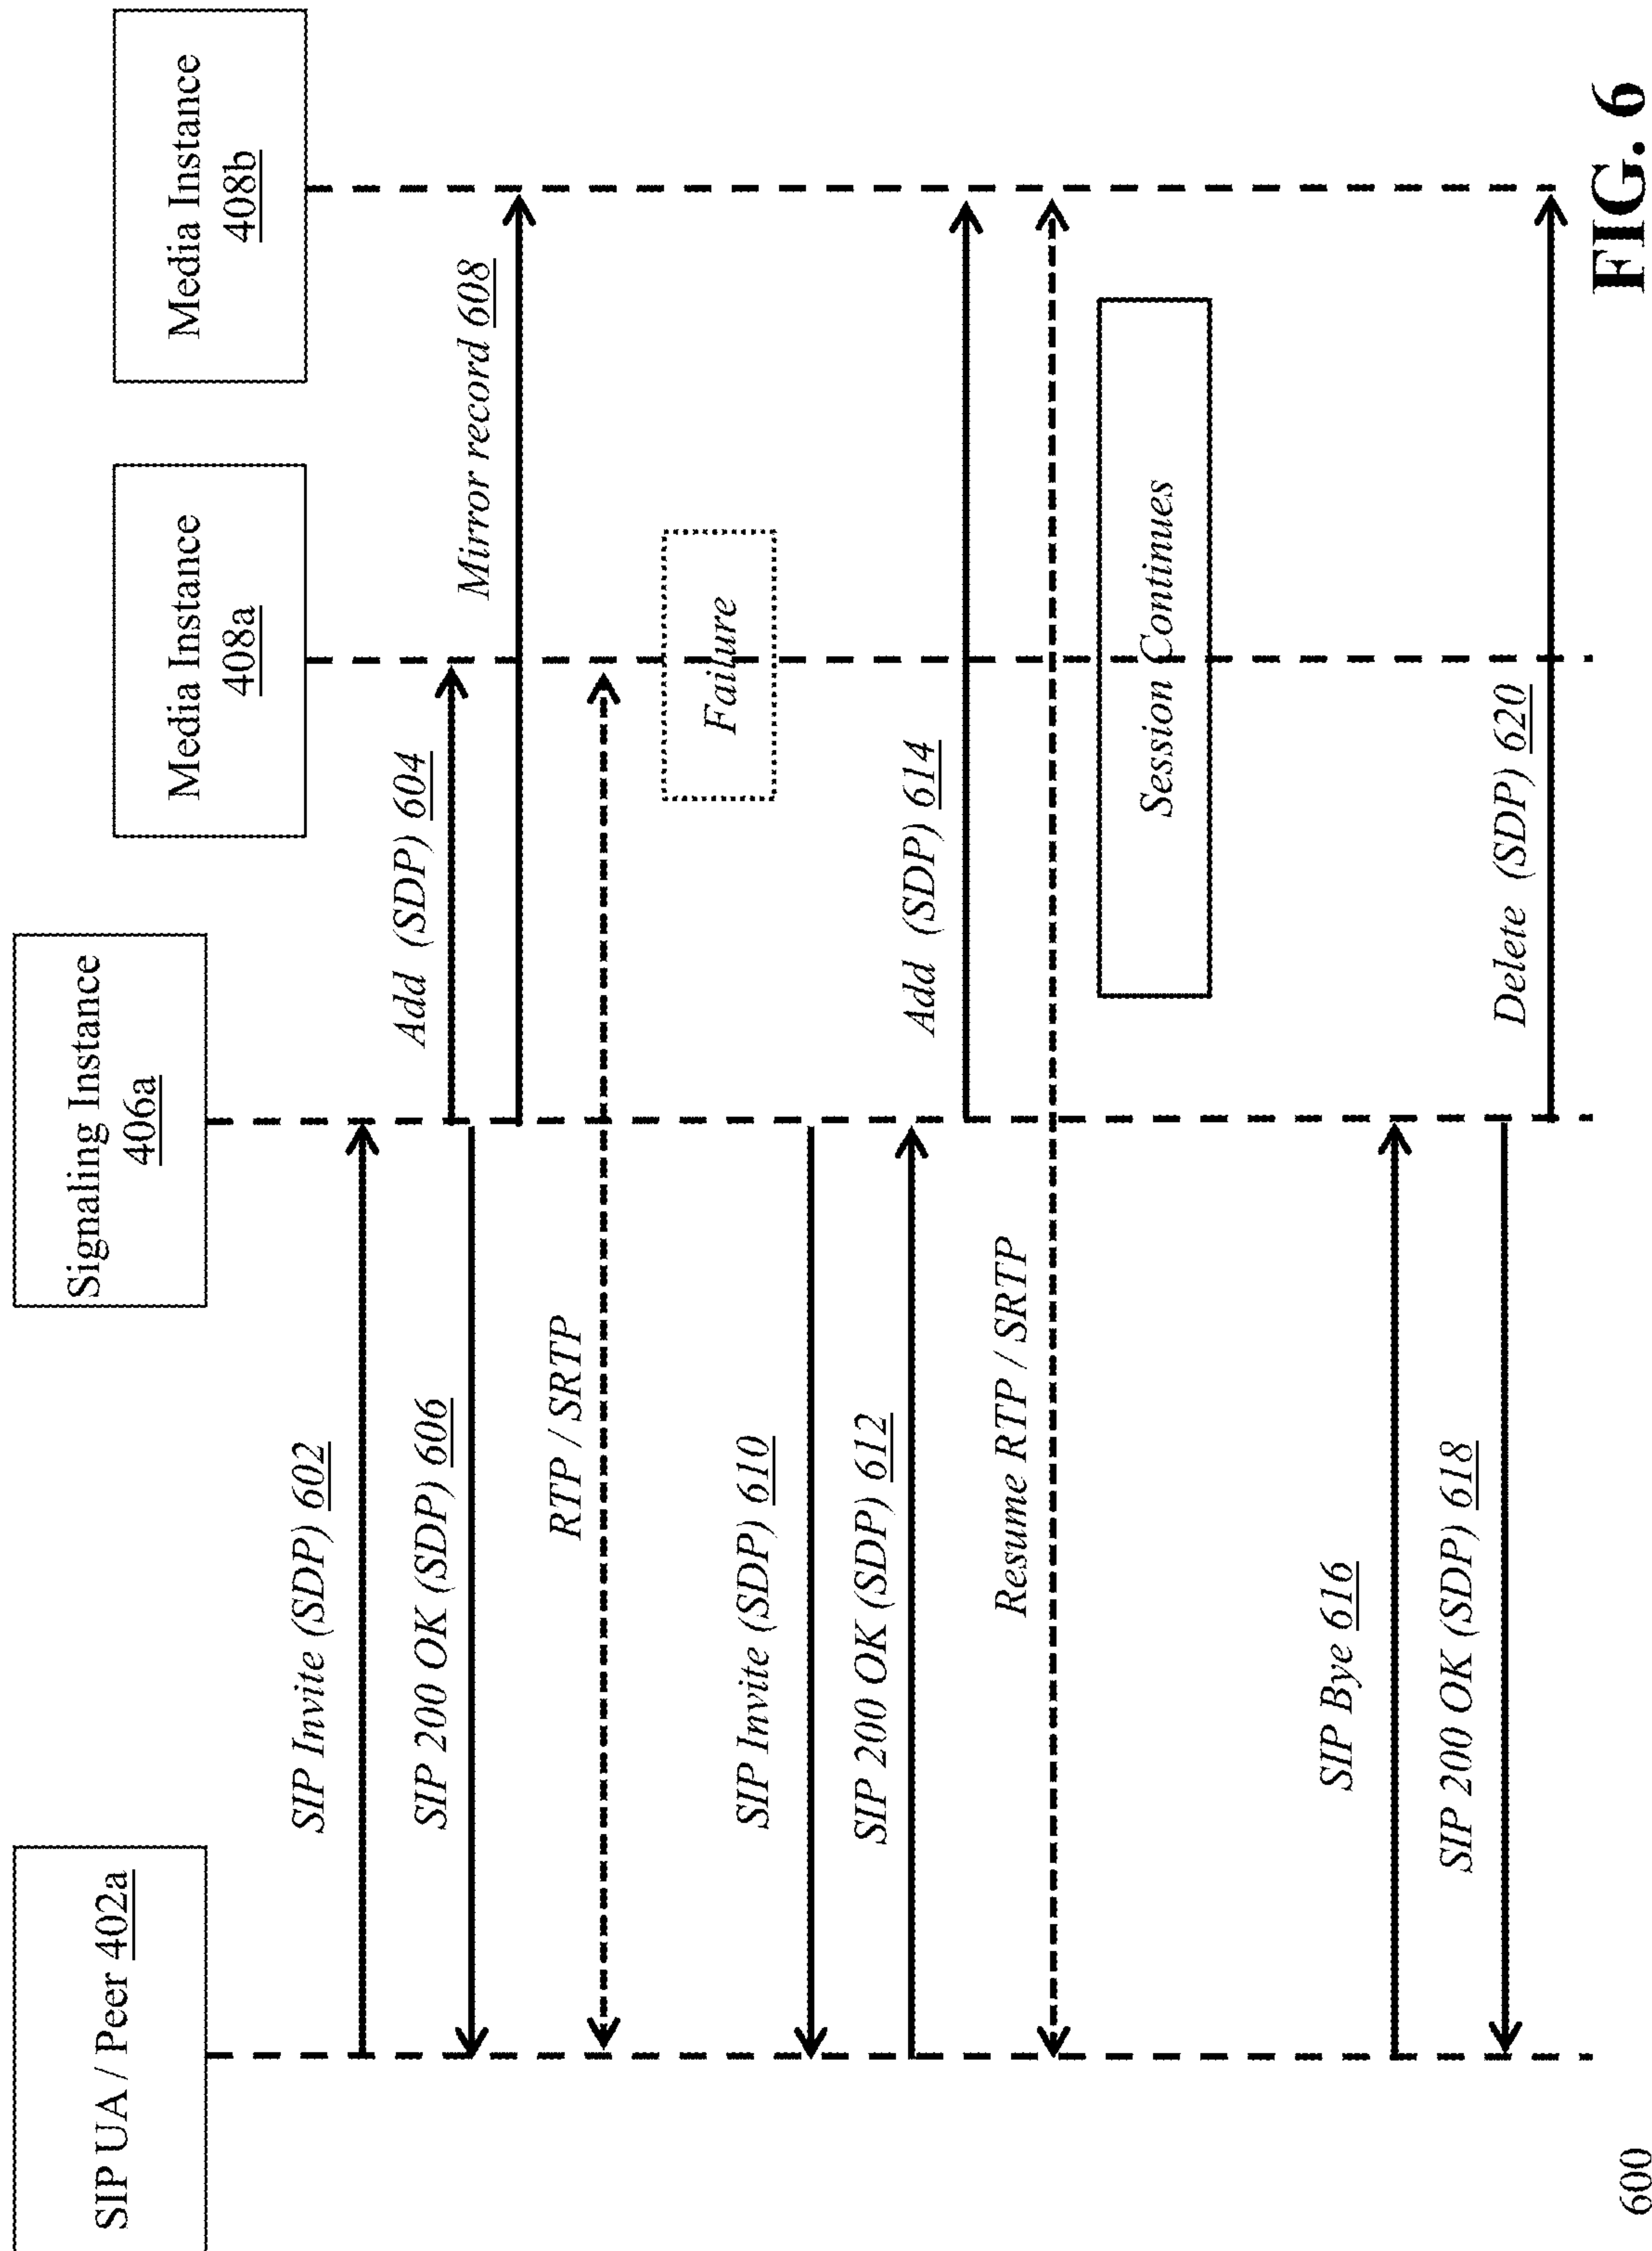 SIP UA / Peer 402a
Signaling Instance
406a
Media Instance
408a
Media Instance
408b
SIP Invite (SDP) 602
Add (SDP) 604
SIP 200 OK (SDP) 606
Mirror record 608
RTP / SRTP
Failure
SIP Invite (SDP) 610
SIP 200 OK (SDP) 612
Add (SDP) 614
Resume RTP / SRTP
Session Continues
SIP Bye 616
SIP 200 OK (SDP) 618
Delete (SDP) 620
600
FIG. 6